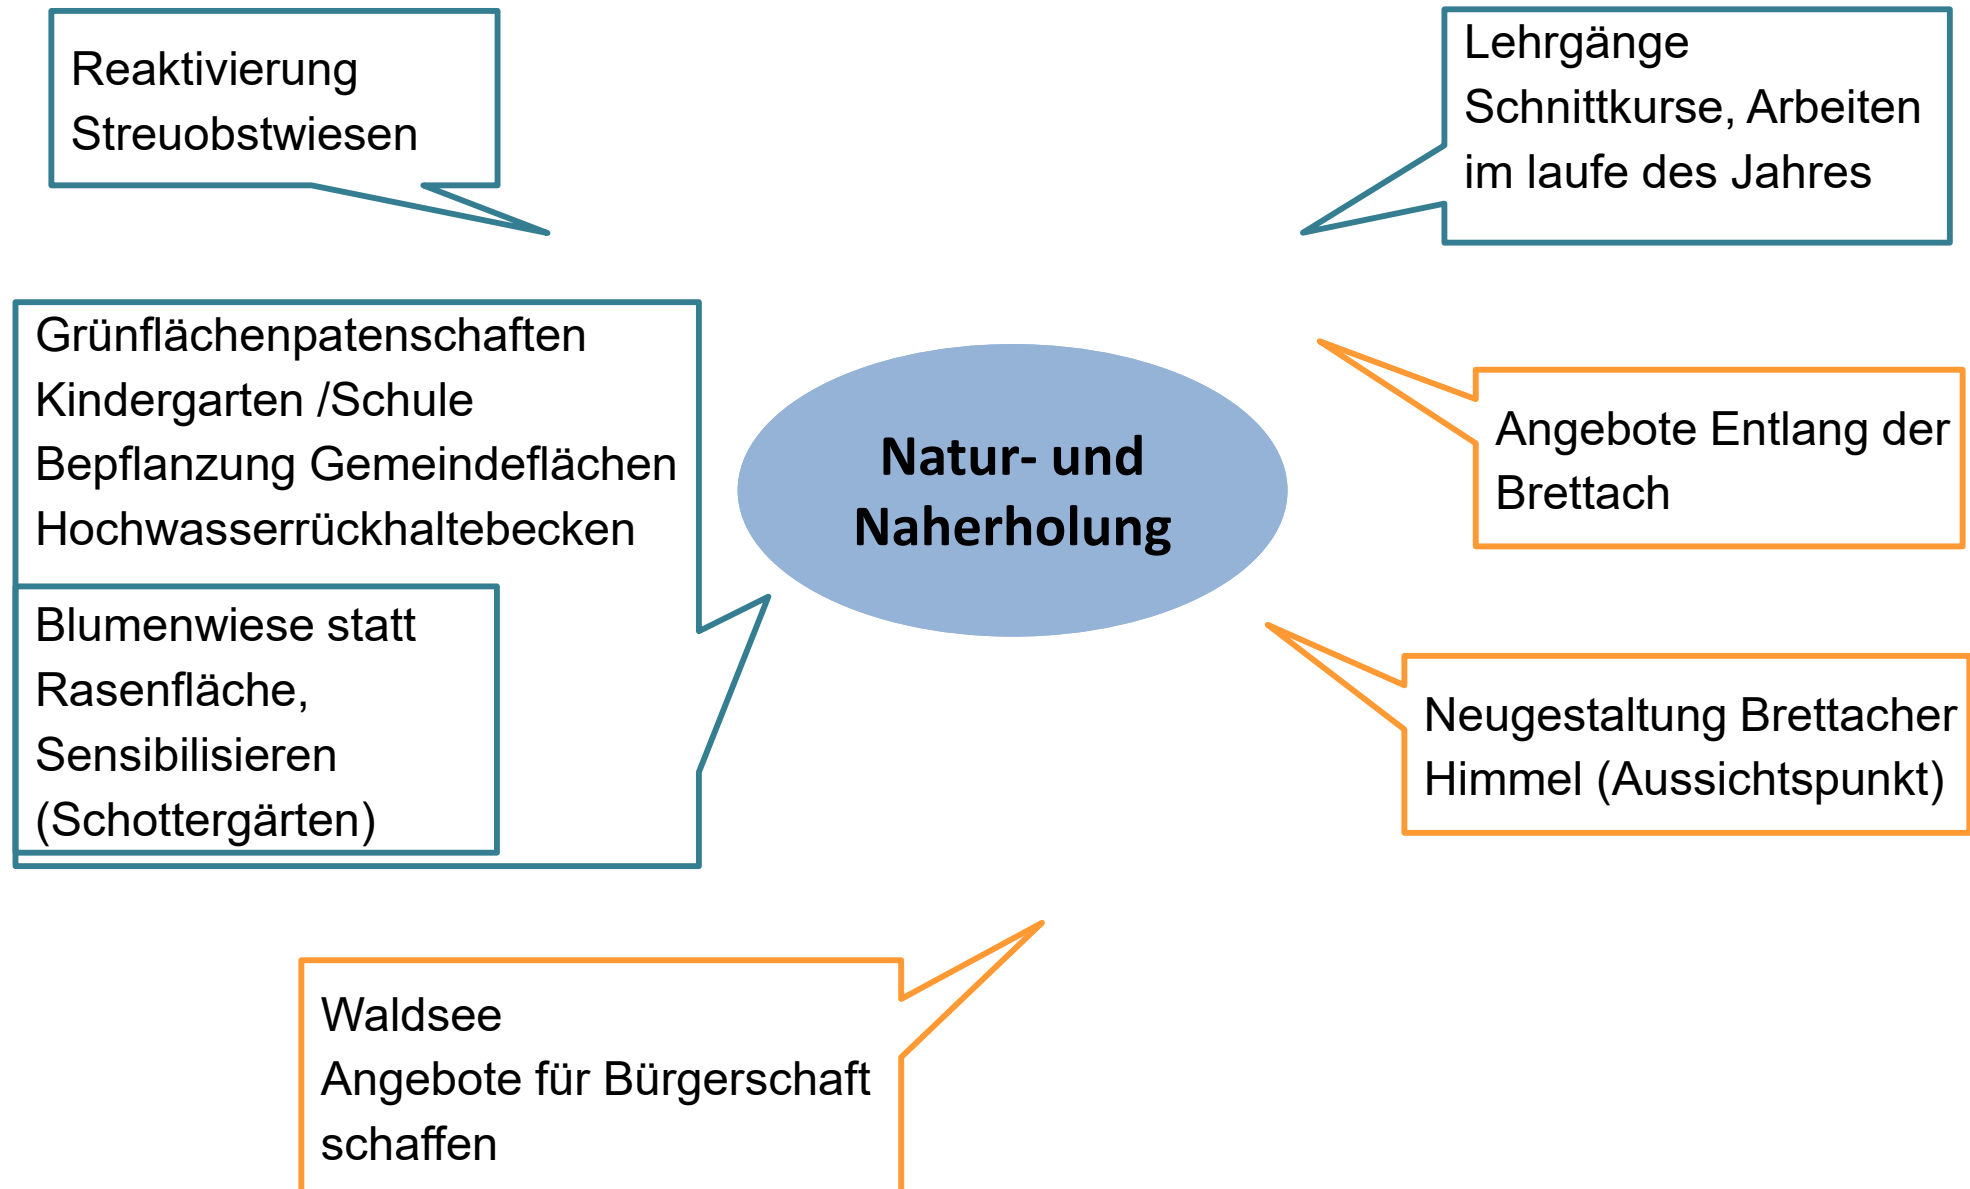 Reaktivierung
Streuobstwiesen
Lehrgänge
Schnittkurse, Arbeiten
im laufe des Jahres
Grünflächenpatenschaften
Kindergarten /Schule
Bepflanzung Gemeindeflächen
Hochwasserrückhaltebecken
Blumenwiese statt
Rasenfläche,
Sensibilisieren
(Schottergärten)
Natur- und
Naherholung
Angebote Entlang der
Brettach
Neugestaltung Brettacher
Himmel (Aussichtspunkt)
Waldsee
Angebote für Bürgerschaft
schaffen